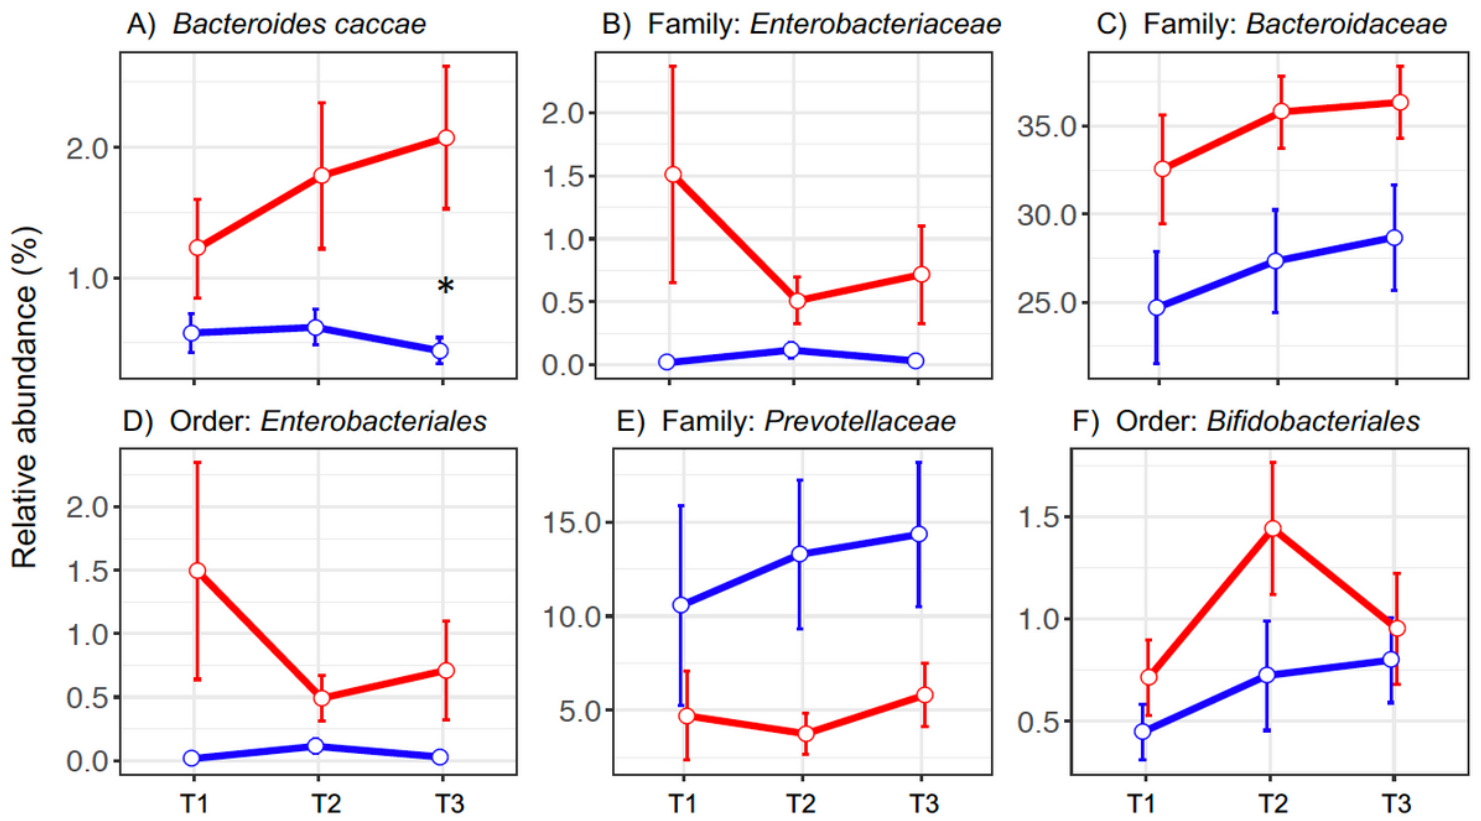 A) Bacteroides caccae
B) Family: Enterobacteriaceae
C) Family: Bacteroidaceae
Relative abundance (%)
2.0
1.0
*
2.0
1.5
1.0
0.5
0.0
35.0
30.0
25.0
D) Order: Enterobacteriales
E) Family: Prevotellaceae
F) Order: Bifidobacteriales
2.0
1.5
1.0
0.5
0.0
15.0
10.0
5.0
1.5
1.0
0.5
T1 T2 T3
T1 T2 T3
T1 T2 T3